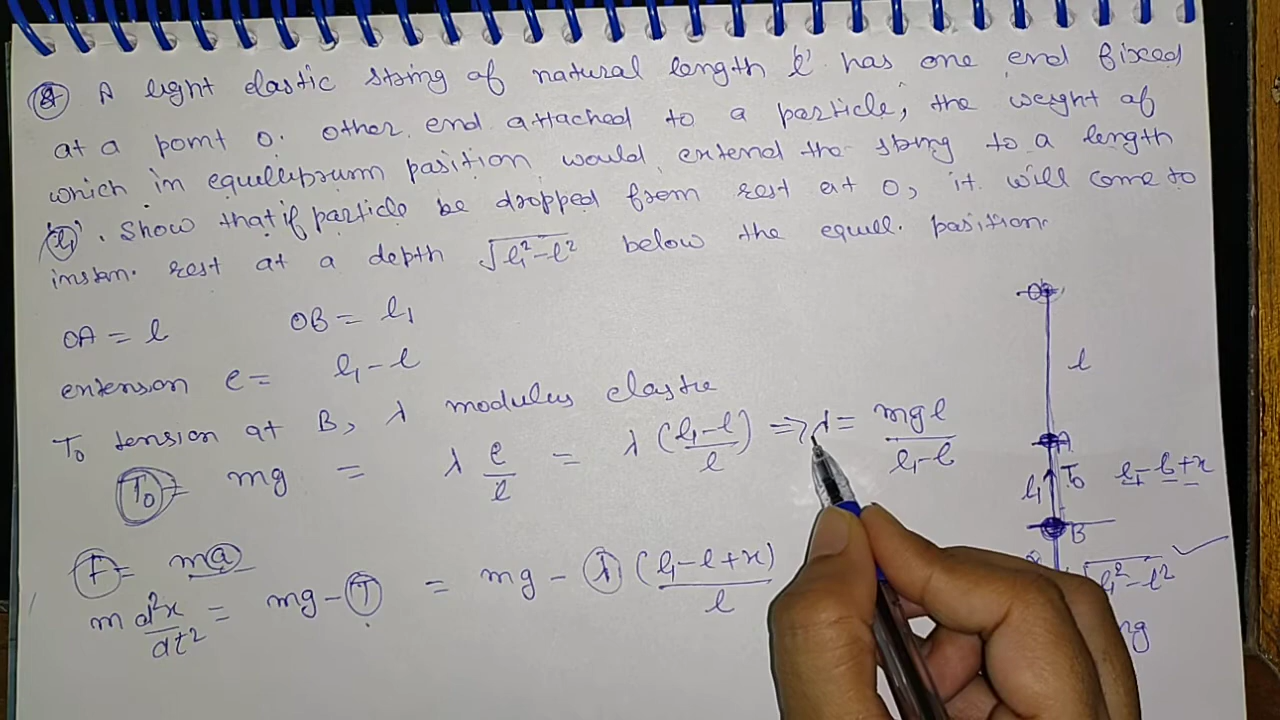 A light elastic string of natural length 'l' has one end fixed
at a point O. Other end attached to a particle, the weight of
which in equillibrium position would extend the string to a length
'l₁'. Show that if particle be dropped from rest at O, it will come to
instan. rest at a depth √(l₁²-l²) below the equill. position.
OA = l OB = l₁
extension e = l₁ - l
T₀ tension at B, λ modulus elastic
T₀ = mg = λ e/l = λ (l₁-l)/l => λ = mgl/(l₁-l)
F = ma
m d²x/dt² = mg - T = mg - λ (l₁-l+x)/l
O
l
A
l₁ T₀ l₁-l+x
B
√(l₁²-l²)
mg